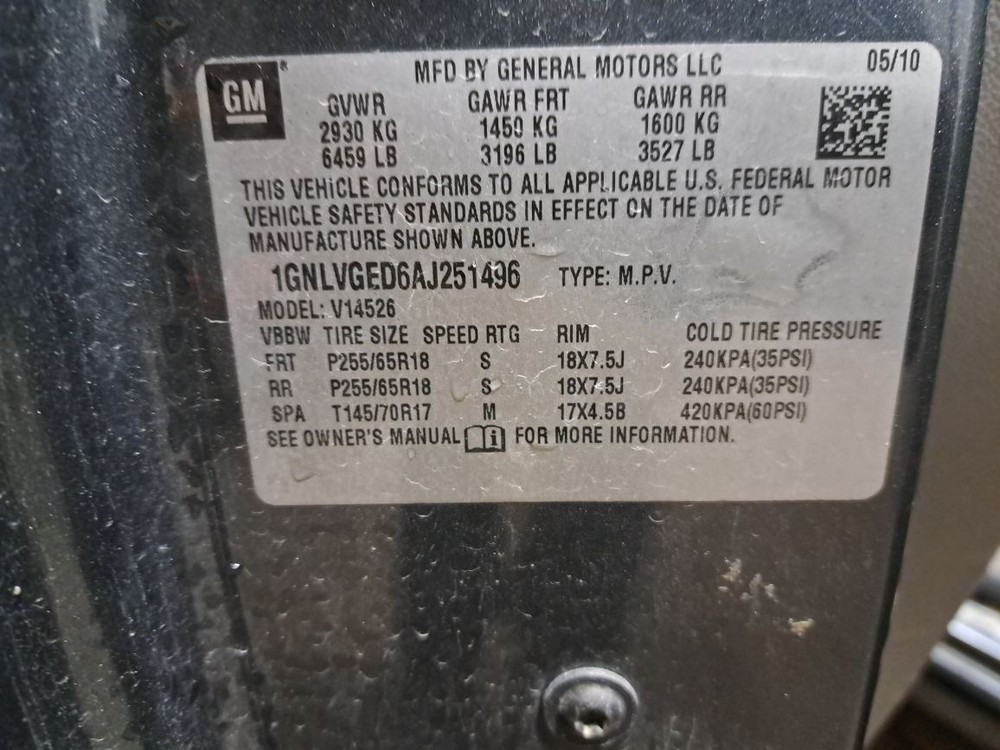 GM
MFD BY GENERAL MOTORS LLC 05/10
GVWR GAWR FRT GAWR RR
2930 KG 1450 KG 1600 KG
6459 LB 3196 LB 3527 LB
THIS VEHICLE CONFORMS TO ALL APPLICABLE U.S. FEDERAL MOTOR
VEHICLE SAFETY STANDARDS IN EFFECT ON THE DATE OF
MANUFACTURE SHOWN ABOVE.
1GNLVGED6AJ251496 TYPE: M.P.V.
MODEL: V14526
VBBW TIRE SIZE SPEED RTG RIM COLD TIRE PRESSURE
FRT P255/65R18 S 18X7.5J 240KPA(35PSI)
RR P255/65R18 S 18X7.5J 240KPA(35PSI)
SPA T145/70R17 M 17X4.5B 420KPA(60PSI)
SEE OWNER'S MANUAL FOR MORE INFORMATION.